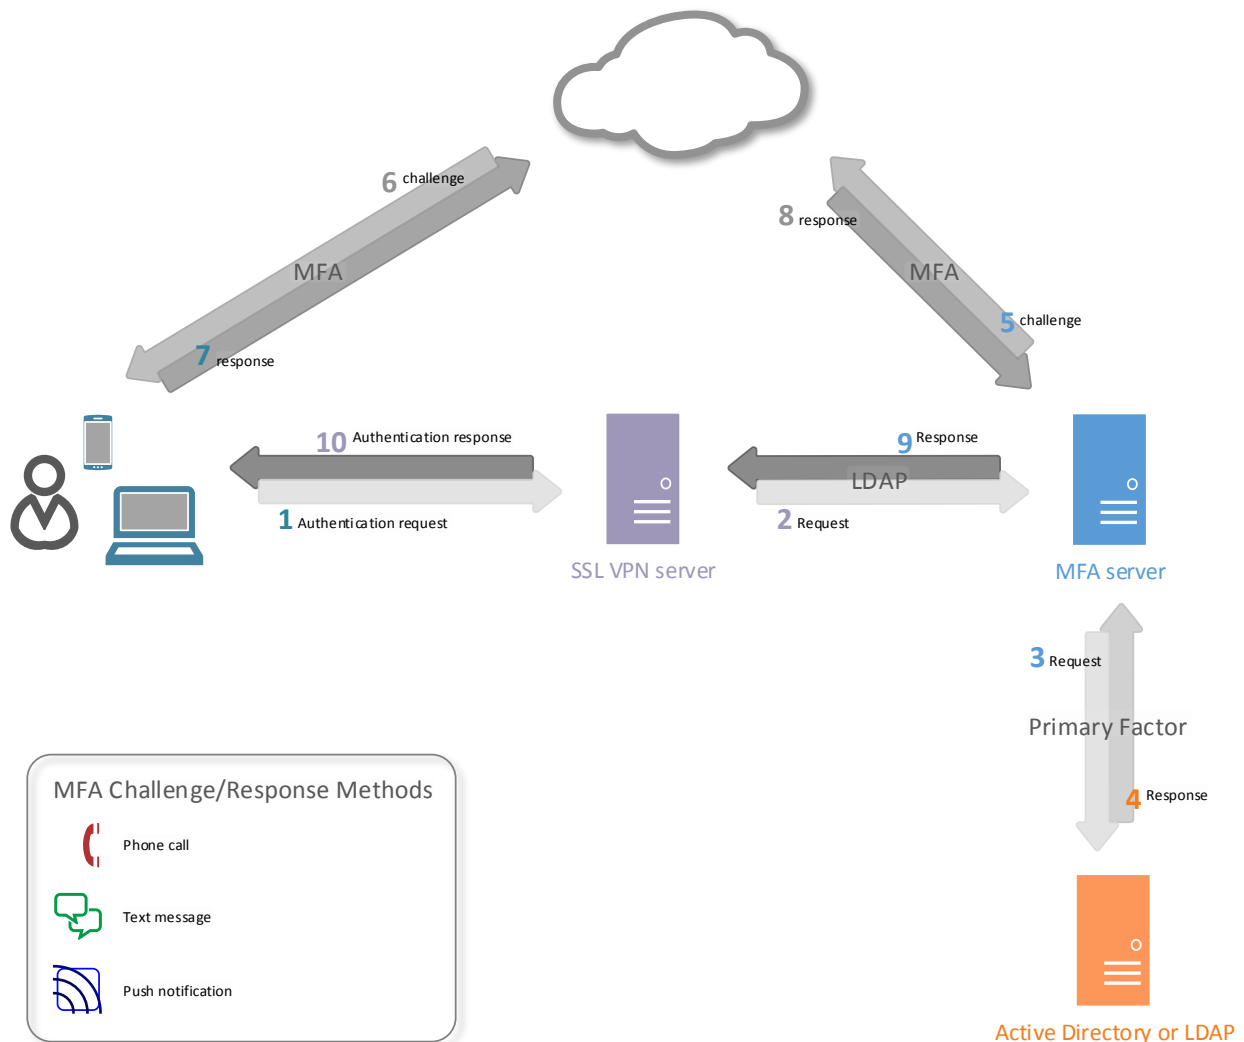 6 challenge
8 response
MFA
MFA
5 challenge
7 response
10 Authentication response
9 Response
LDAP
1 Authentication request
2 Request
SSL VPN server
MFA server
3 Request
Primary Factor
4 Response
MFA Challenge/Response Methods
Phone call
Text message
Push notification
Active Directory or LDAP